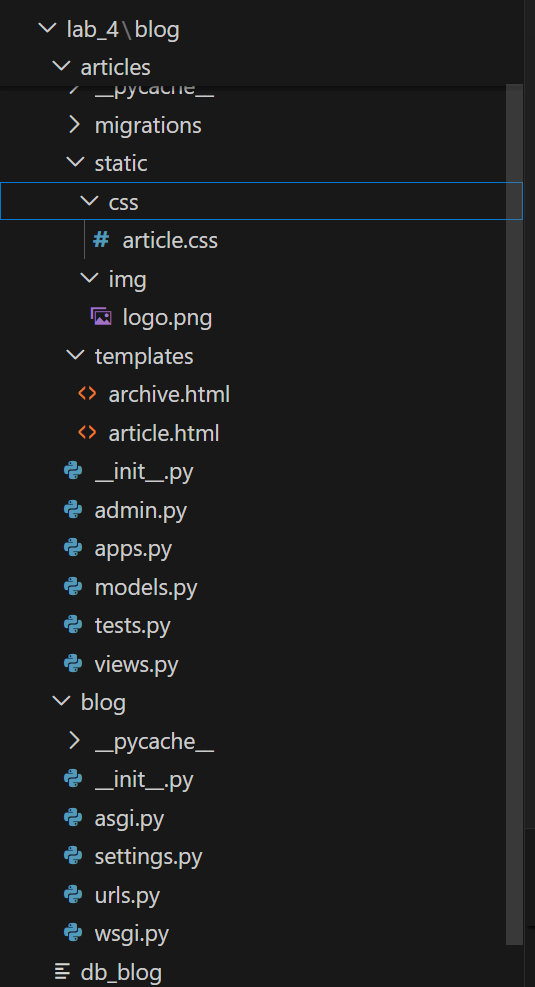 lab_4\blog
articles
__pycache__
migrations
static
css
# article.css
img
logo.png
templates
<> archive.html
<> article.html
__init__.py
admin.py
apps.py
models.py
tests.py
views.py
blog
__pycache__
__init__.py
asgi.py
settings.py
urls.py
wsgi.py
db_blog